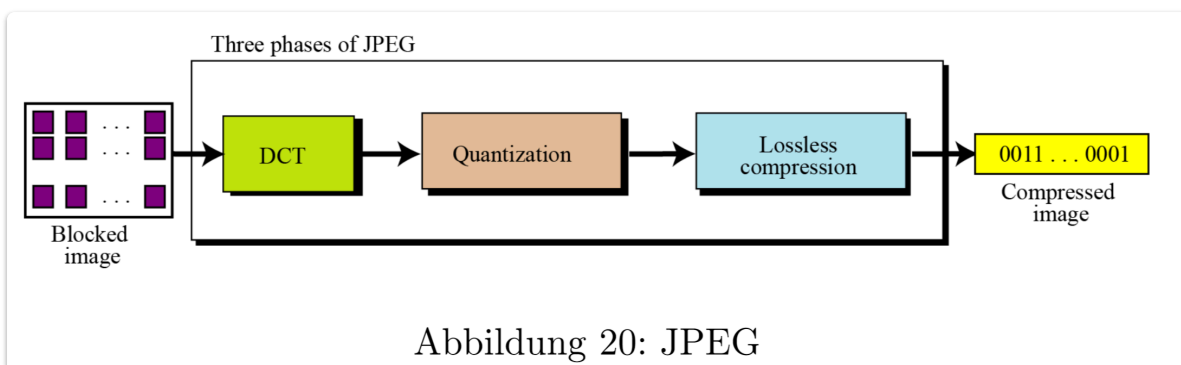 Three phases of JPEG
. . .
. . .
. . .
DCT
Quantization
Lossless
compression
0011 . . . 0001
Blocked
image
Compressed
image
Abbildung 20: JPEG